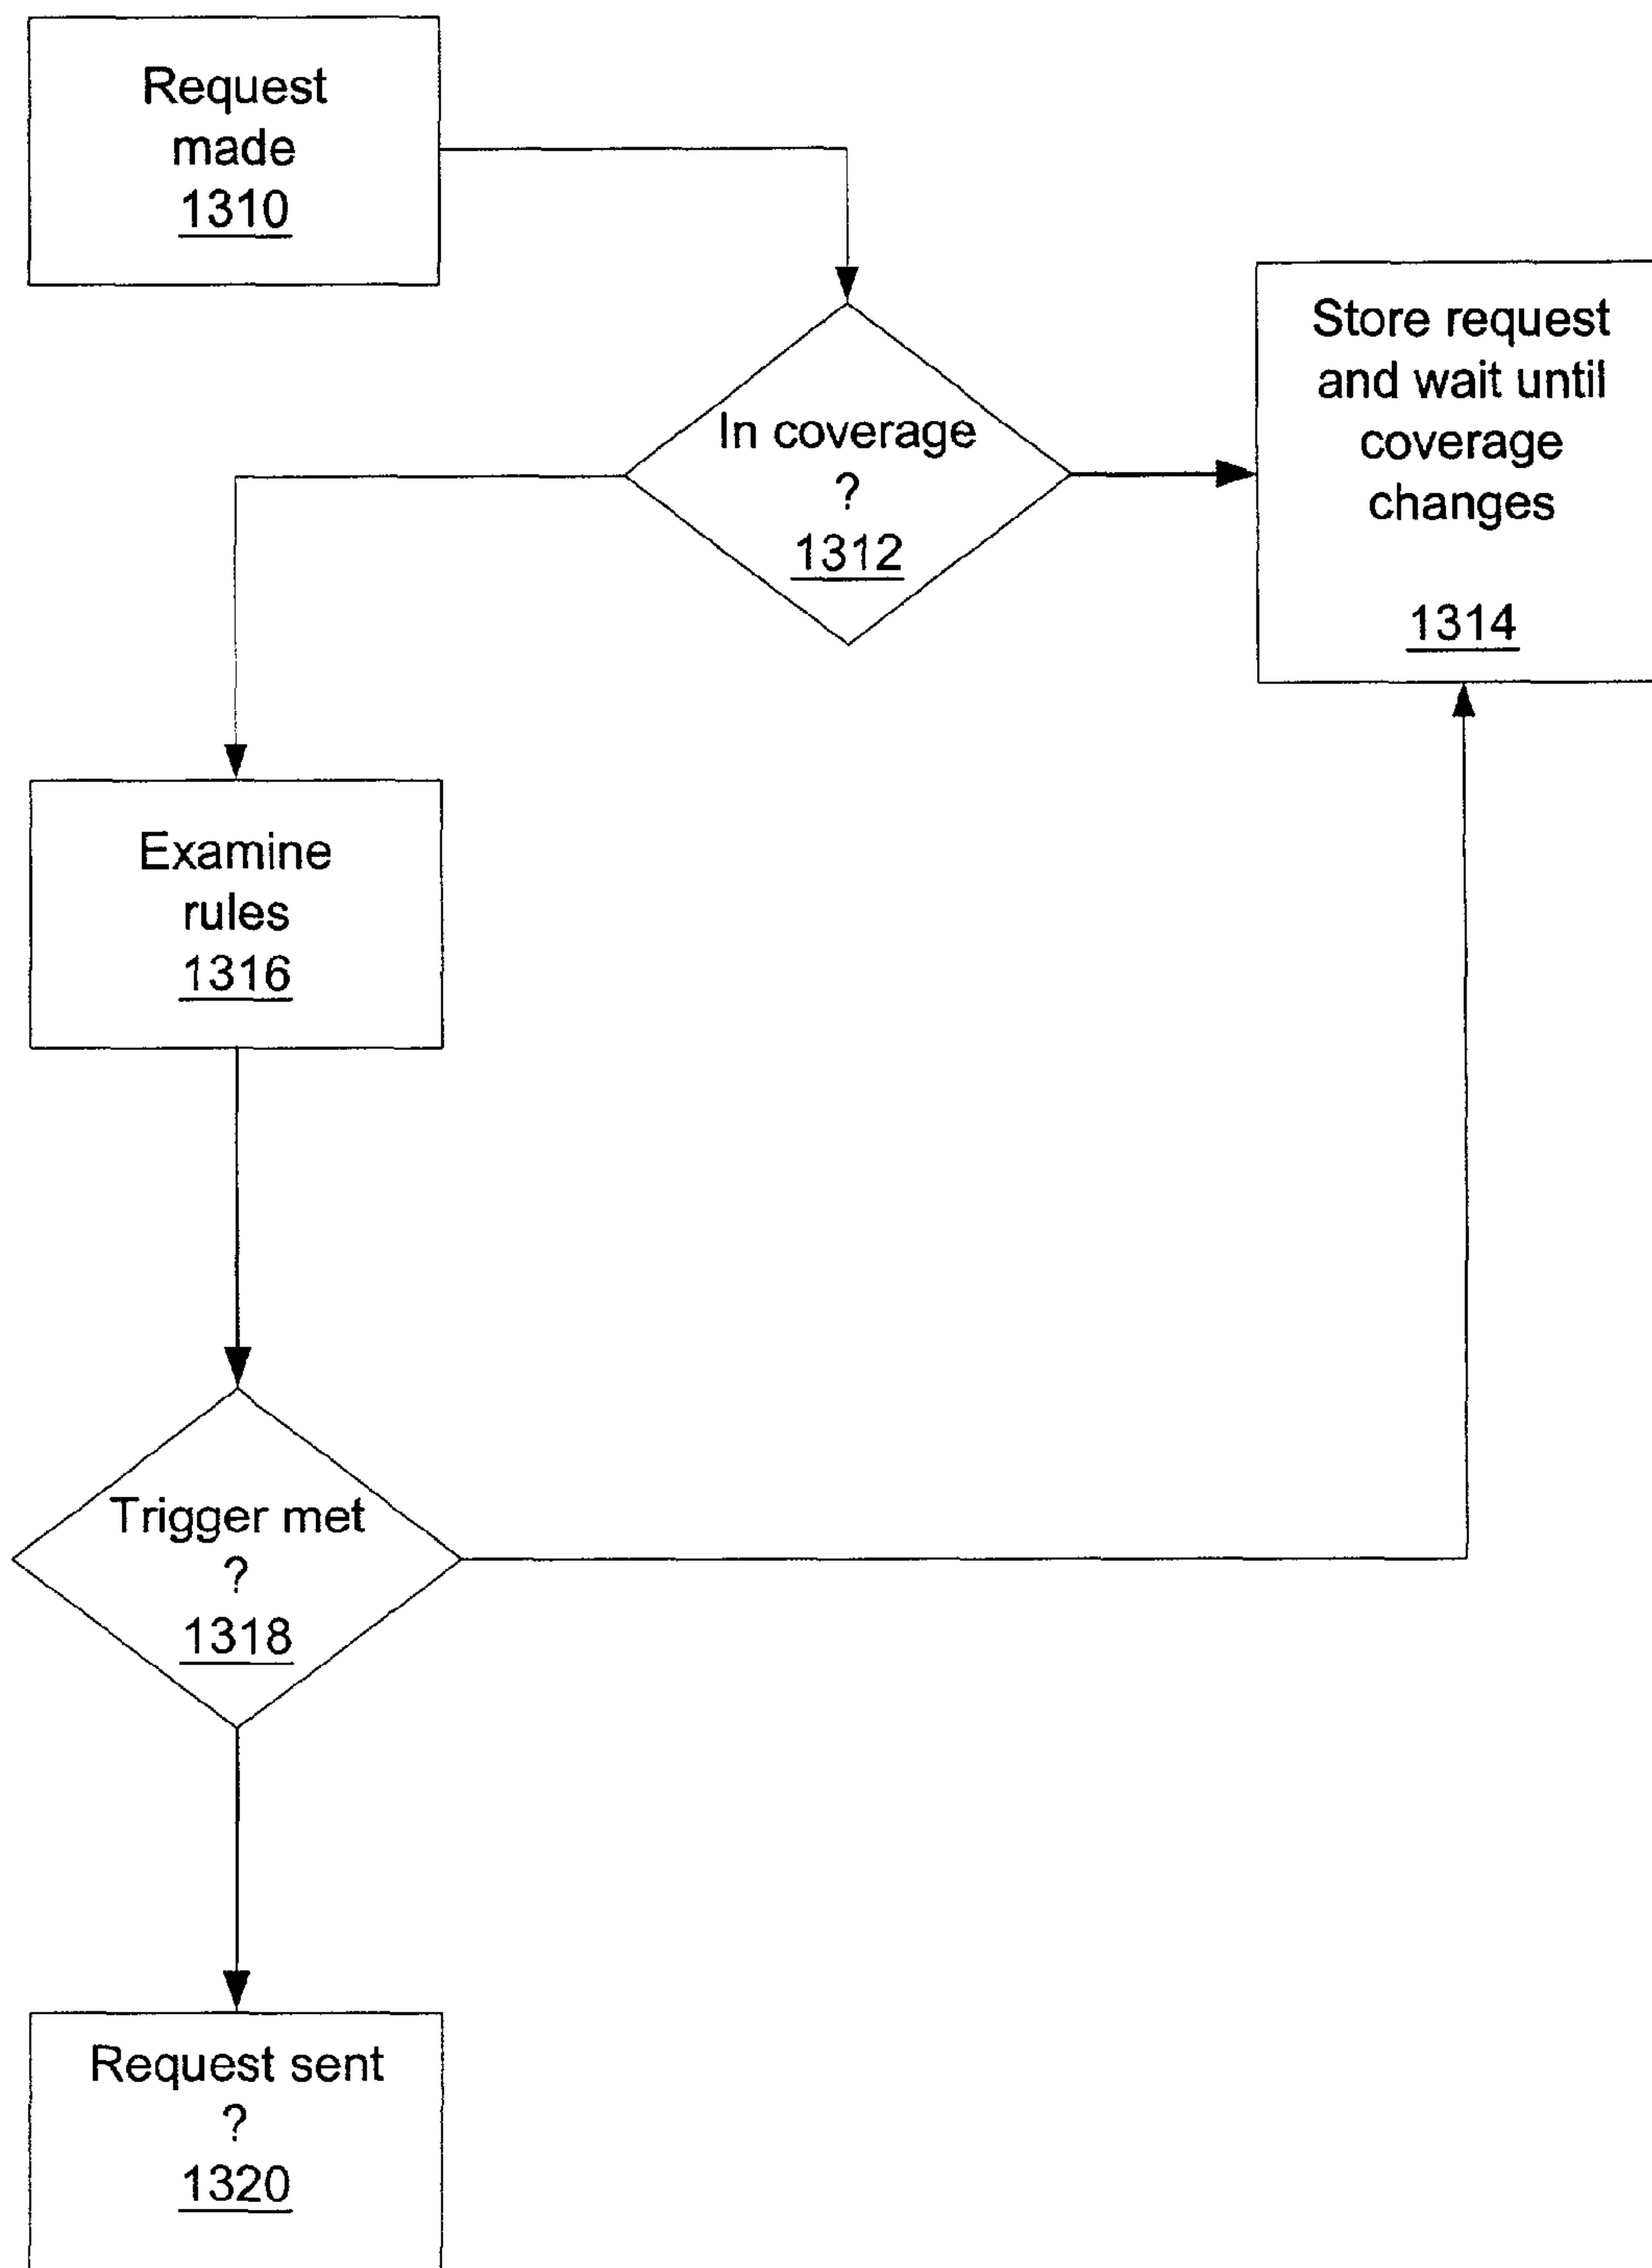 Request
made
1310
In coverage
?
1312
Store request
and wait until
coverage
changes
1314
Examine
rules
1316
Trigger met
?
1318
Request sent
?
1320